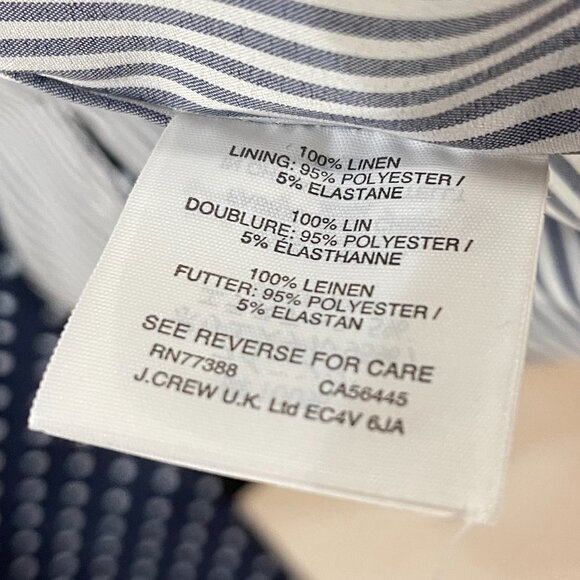 100% LINEN
LINING: 95% POLYESTER /
5% ELASTANE
100% LIN
DOUBLURE: 95% POLYESTER /
5% ÉLASTHANNE
100% LEINEN
FUTTER: 95% POLYESTER /
5% ELASTAN
SEE REVERSE FOR CARE
RN77388 CA56445
J.CREW U.K. Ltd EC4V 6JA